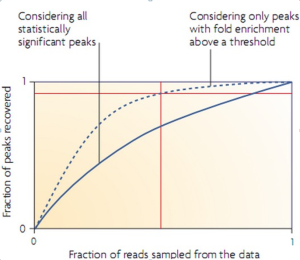 Considering all
statistically
significant peaks
Considering only peaks
with fold enrichment
above a threshold
Fraction of peaks recovered
1
0
0
1
Fraction of reads sampled from the data